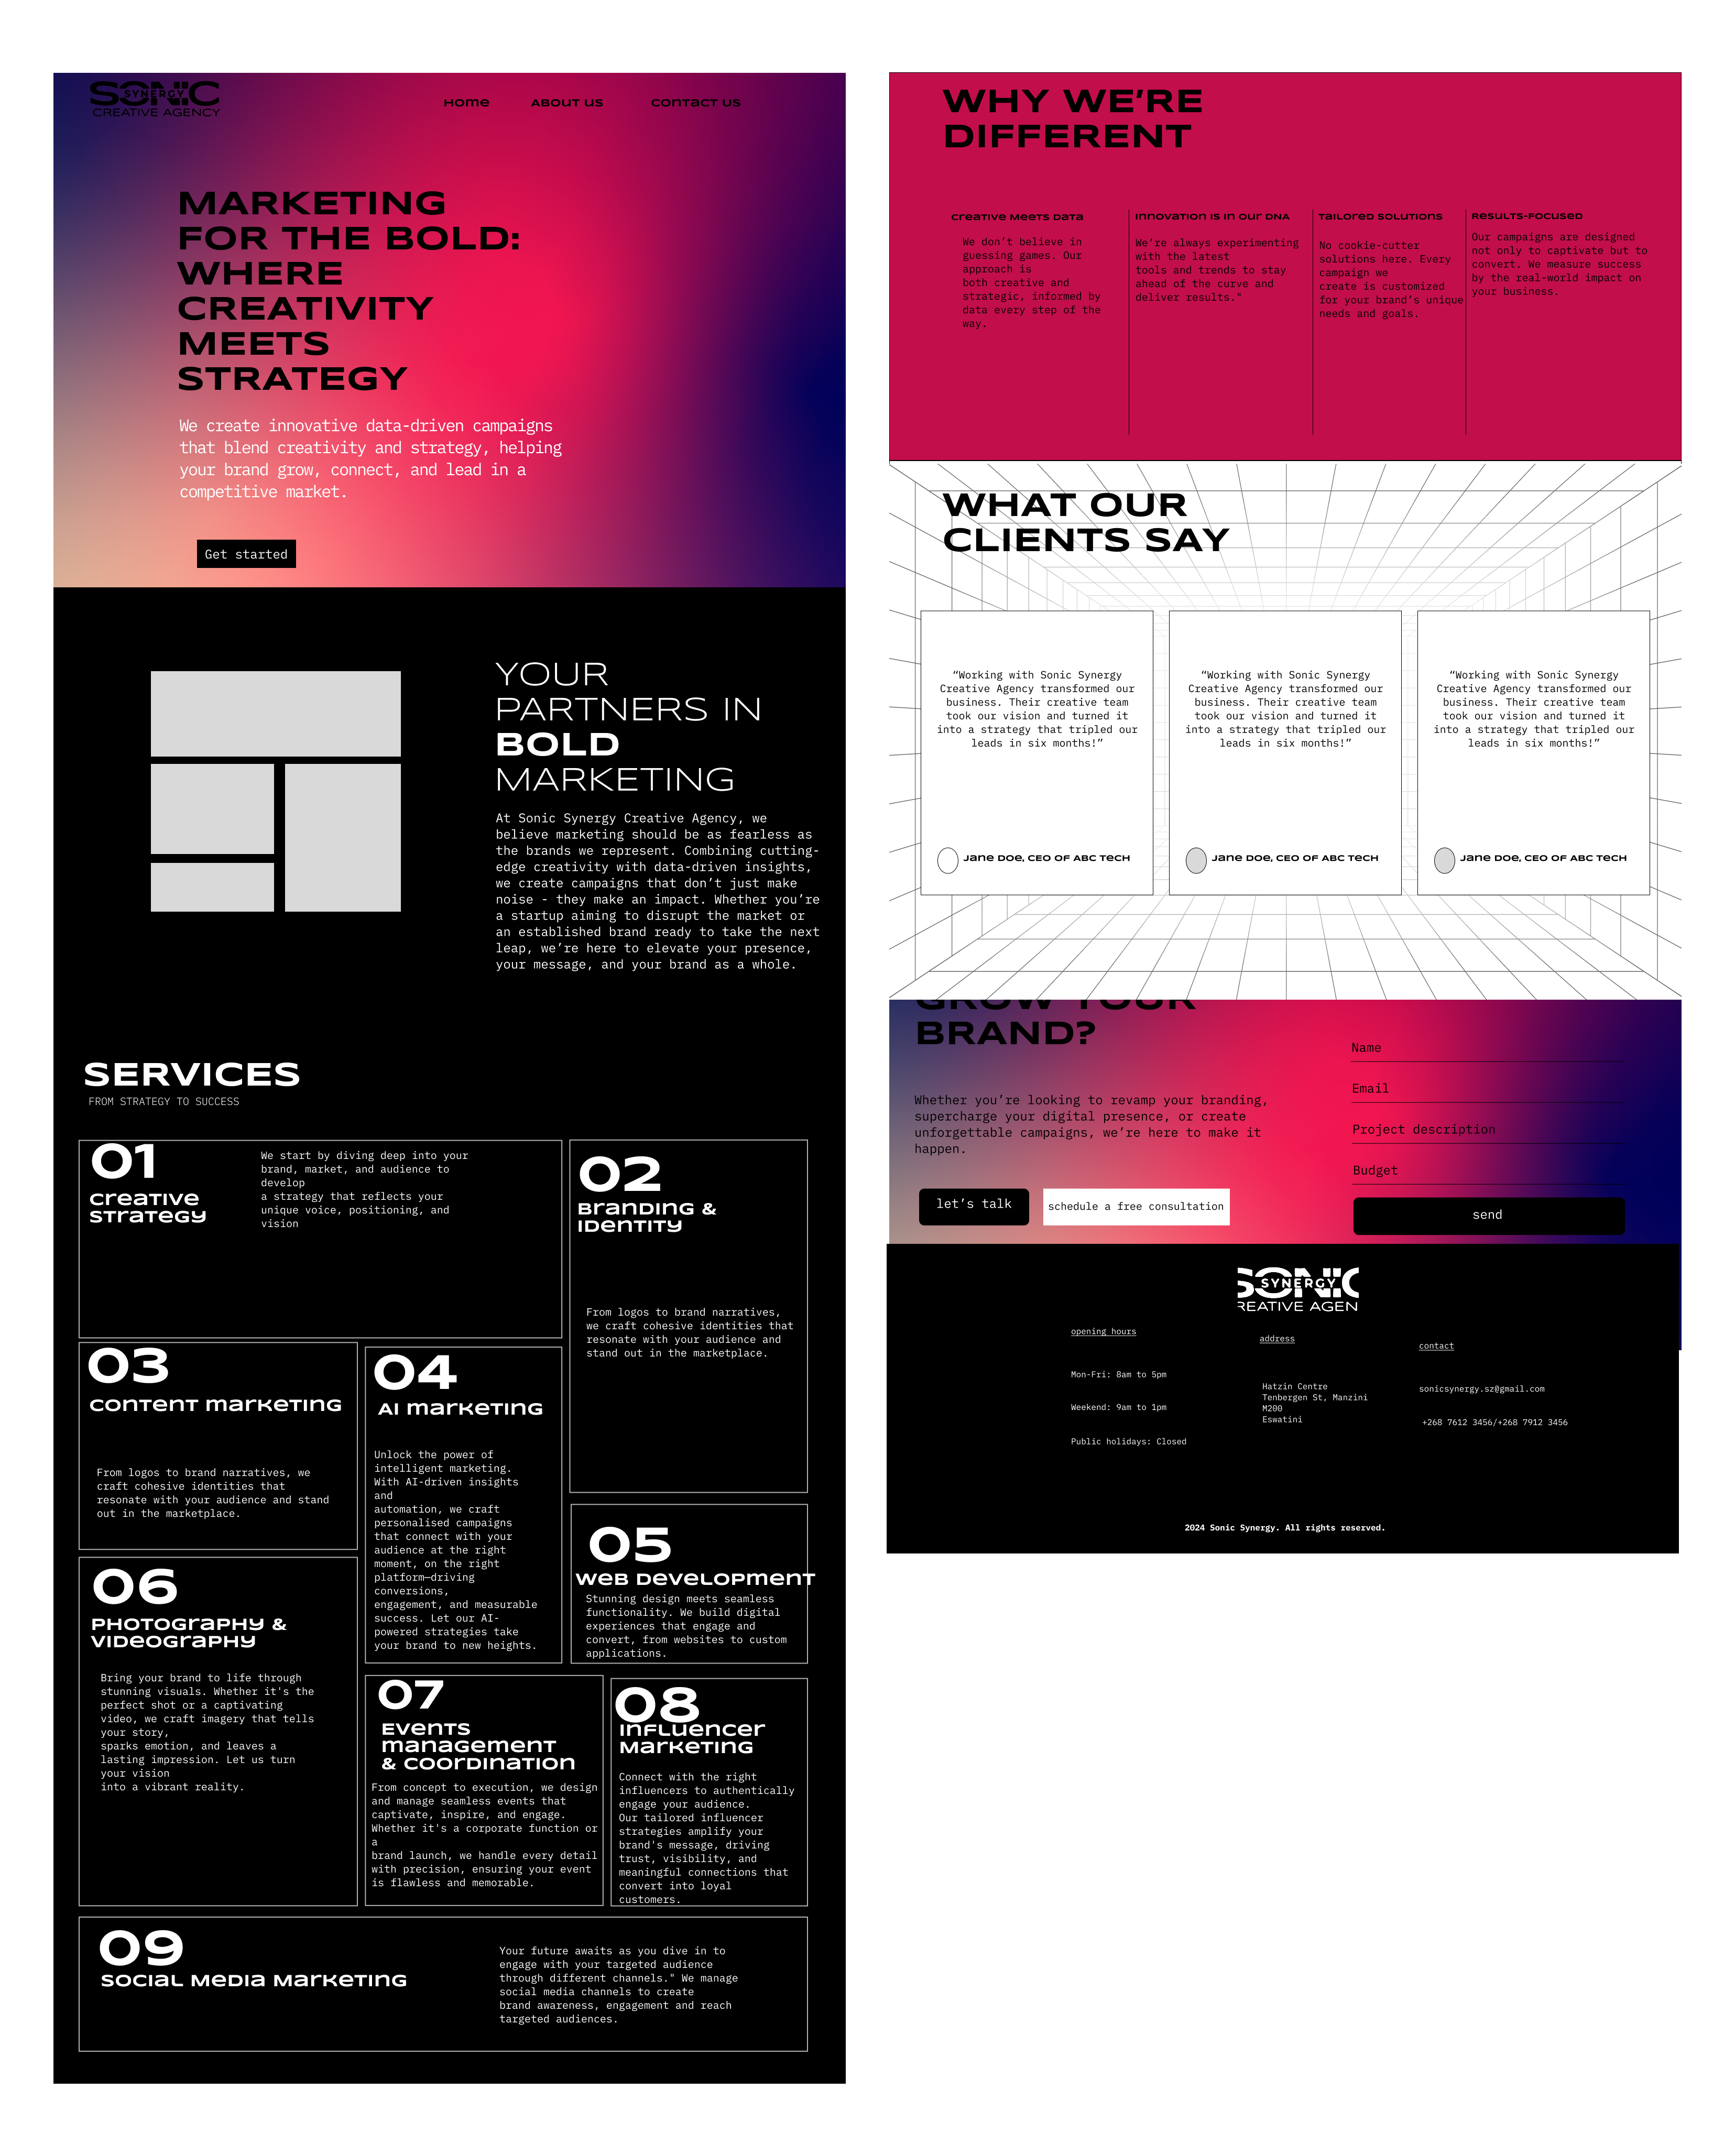 SONIC
SYNERGY
CREATIVE AGENCY
Home
ABOUT US
CONTACT US
MARKETING
FOR THE BOLD:
WHERE
CREATIVITY
MEETS
STRATEGY
We create innovative data-driven campaigns
that blend creativity and strategy, helping
your brand grow, connect, and lead in a
competitive market.
Get started
YOUR
PARTNERS IN
BOLD
MARKETING
At Sonic Synergy Creative Agency, we
believe marketing should be as fearless as
the brands we represent. Combining cutting-
edge creativity with data-driven insights,
we create campaigns that don’t just make
noise - they make an impact. Whether you’re
a startup aiming to disrupt the market or
an established brand ready to take the next
leap, we’re here to elevate your presence,
your message, and your brand as a whole.
SERVICES
FROM STRATEGY TO SUCCESS
01
creative
strategy
We start by diving deep into your
brand, market, and audience to
develop
a strategy that reflects your
unique voice, positioning, and
vision
02
Branding &
Identity
From logos to brand narratives,
we craft cohesive identities that
resonate with your audience and
stand out in the marketplace.
03
content marketing
From logos to brand narratives, we
craft cohesive identities that
resonate with your audience and stand
out in the marketplace.
04
AI marketing
Unlock the power of
intelligent marketing.
With AI-driven insights
and
automation, we craft
personalised campaigns
that connect with your
audience at the right
moment, on the right
platform—driving
conversions,
engagement, and measurable
success. Let our AI-
powered strategies take
your brand to new heights.
05
Web Development
Stunning design meets seamless
functionality. We build digital
experiences that engage and
convert, from websites to custom
applications.
06
Photography &
Videography
Bring your brand to life through
stunning visuals. Whether it's the
perfect shot or a captivating
video, we craft imagery that tells
your story,
sparks emotion, and leaves a
lasting impression. Let us turn
your vision
into a vibrant reality.
07
Events
management
& coordination
From concept to execution, we design
and manage seamless events that
captivate, inspire, and engage.
Whether it's a corporate function or
a
brand launch, we handle every detail
with precision, ensuring your event
is flawless and memorable.
08
Influencer
Marketing
Connect with the right
influencers to authentically
engage your audience.
Our tailored influencer
strategies amplify your
brand's message, driving
trust, visibility, and
meaningful connections that
convert into loyal
customers.
09
Social Media Marketing
Your future awaits as you dive in to
engage with your targeted audience
through different channels." We manage
social media channels to create
brand awareness, engagement and reach
targeted audiences.
WHY WE’RE
DIFFERENT
Creative Meets Data
We don’t believe in
guessing games. Our
approach is
both creative and
strategic, informed by
data every step of the
way.
Innovation is in Our DNA
We’re always experimenting
with the latest
tools and trends to stay
ahead of the curve and
deliver results."
Tailored Solutions
No cookie-cutter
solutions here. Every
campaign we
create is customized
for your brand’s unique
needs and goals.
Results-Focused
Our campaigns are designed
not only to captivate but to
convert. We measure success
by the real-world impact on
your business.
WHAT OUR
CLIENTS SAY
“Working with Sonic Synergy
Creative Agency transformed our
business. Their creative team
took our vision and turned it
into a strategy that tripled our
leads in six months!”
Jane Doe, CEO of ABC Tech
“Working with Sonic Synergy
Creative Agency transformed our
business. Their creative team
took our vision and turned it
into a strategy that tripled our
leads in six months!”
Jane Doe, CEO of ABC Tech
“Working with Sonic Synergy
Creative Agency transformed our
business. Their creative team
took our vision and turned it
into a strategy that tripled our
leads in six months!”
Jane Doe, CEO of ABC Tech
GROW YOUR
BRAND?
Whether you’re looking to revamp your branding,
supercharge your digital presence, or create
unforgettable campaigns, we’re here to make it
happen.
let’s talk
schedule a free consultation
Name
Email
Project description
Budget
send
SONIC
SYNERGY
REATIVE AGEN
opening hours
Mon-Fri: 8am to 5pm
Weekend: 9am to 1pm
Public holidays: Closed
address
Hatzin Centre
Tenbergen St, Manzini
M200
Eswatini
contact
sonicsynergy.sz@gmail.com
+268 7612 3456/+268 7912 3456
2024 Sonic Synergy. All rights reserved.